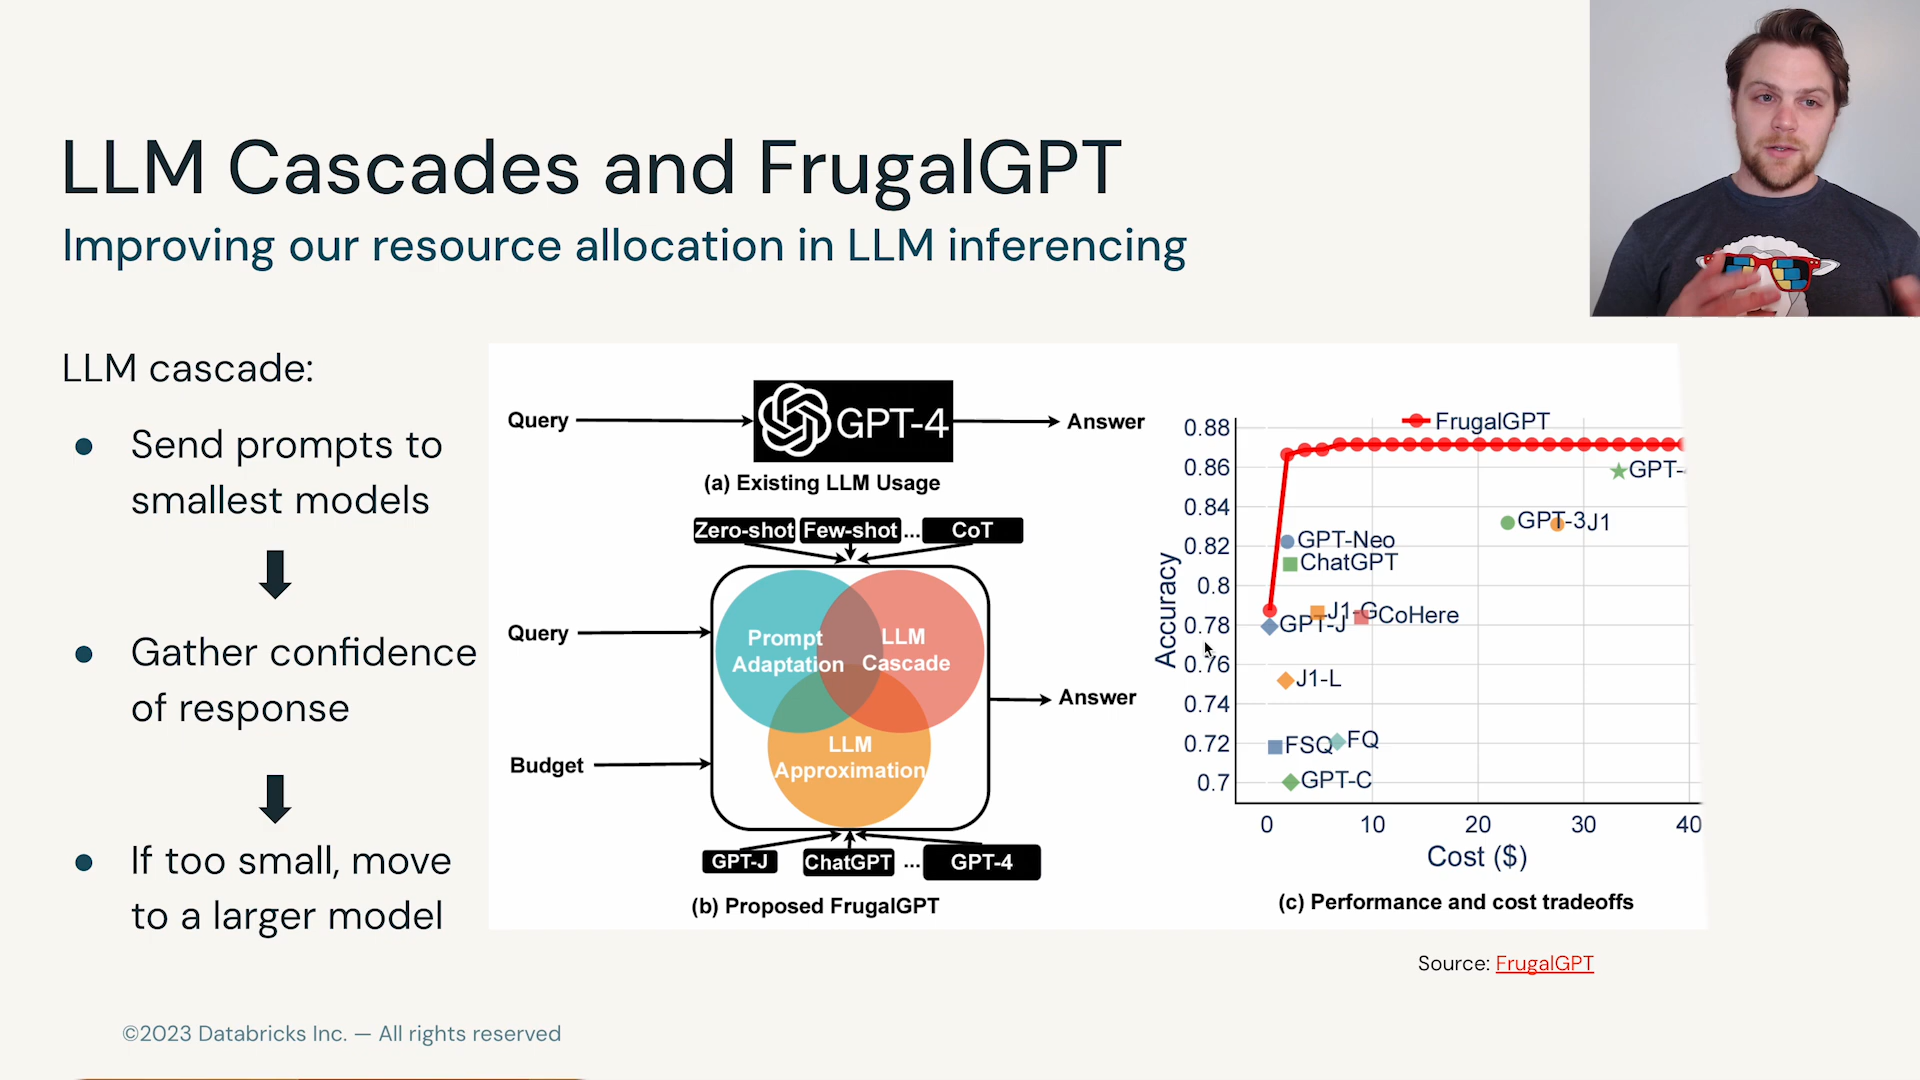 LLM Cascades and FrugalGPT
Improving our resource allocation in LLM inferencing
LLM cascade:
Send prompts to
smallest models
Gather confidence
of response
If too small, move
to a larger model
Query
GPT-4
Answer
(a) Existing LLM Usage
Zero-shot Few-shot ... CoT
Query
Budget
Prompt
Adaptation
LLM
Cascade
LLM
Approximation
Answer
GPT-J ChatGPT ... GPT-4
(b) Proposed FrugalGPT
FrugalGPT
Accuracy
0.88
0.86
0.84
0.82
0.8
0.78
0.76
0.74
0.72
0.7
GPT-
GPT-3 J1
GPT-Neo
ChatGPT
J1-G CoHere
GPT-J
J1-L
FSQ FQ
GPT-C
0 10 20 30 40
Cost ($)
(c) Performance and cost tradeoffs
Source: FrugalGPT
©2023 Databricks Inc. — All rights reserved